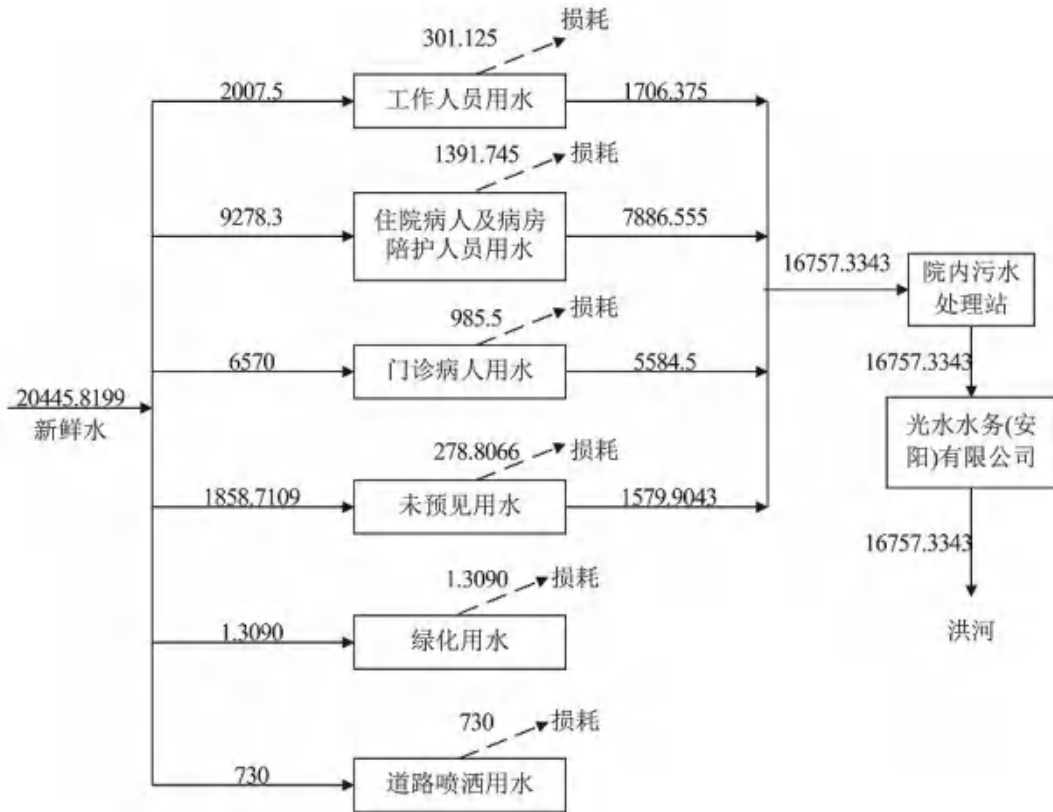 301.125
损耗
2007.5
工作人员用水
1706.375
1391.745
损耗
9278.3
住院病人及病房
陪护人员用水
7886.555
16757.3343
院内污水
处理站
985.5
损耗
6570
门诊病人用水
5584.5
16757.3343
20445.8199
新鲜水
光水水务(安
阳)有限公司
278.8066
损耗
1858.7109
未预见用水
1579.9043
16757.3343
1.3090
损耗
1.3090
绿化用水
洪河
730
损耗
730
道路喷洒用水